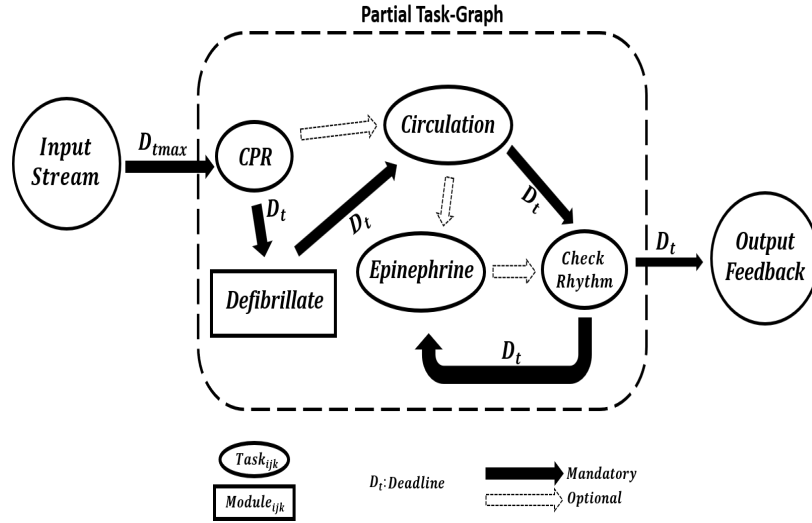 Partial Task-Graph
Input
Stream
D_tmax
CPR
Circulation
D_t
D_t
D_t
Defibrillate
Epinephrine
Check
Rhythm
D_t
Output
Feedback
D_t
Task_ijk
Module_ijk
D_t:Deadline
Mandatory
Optional